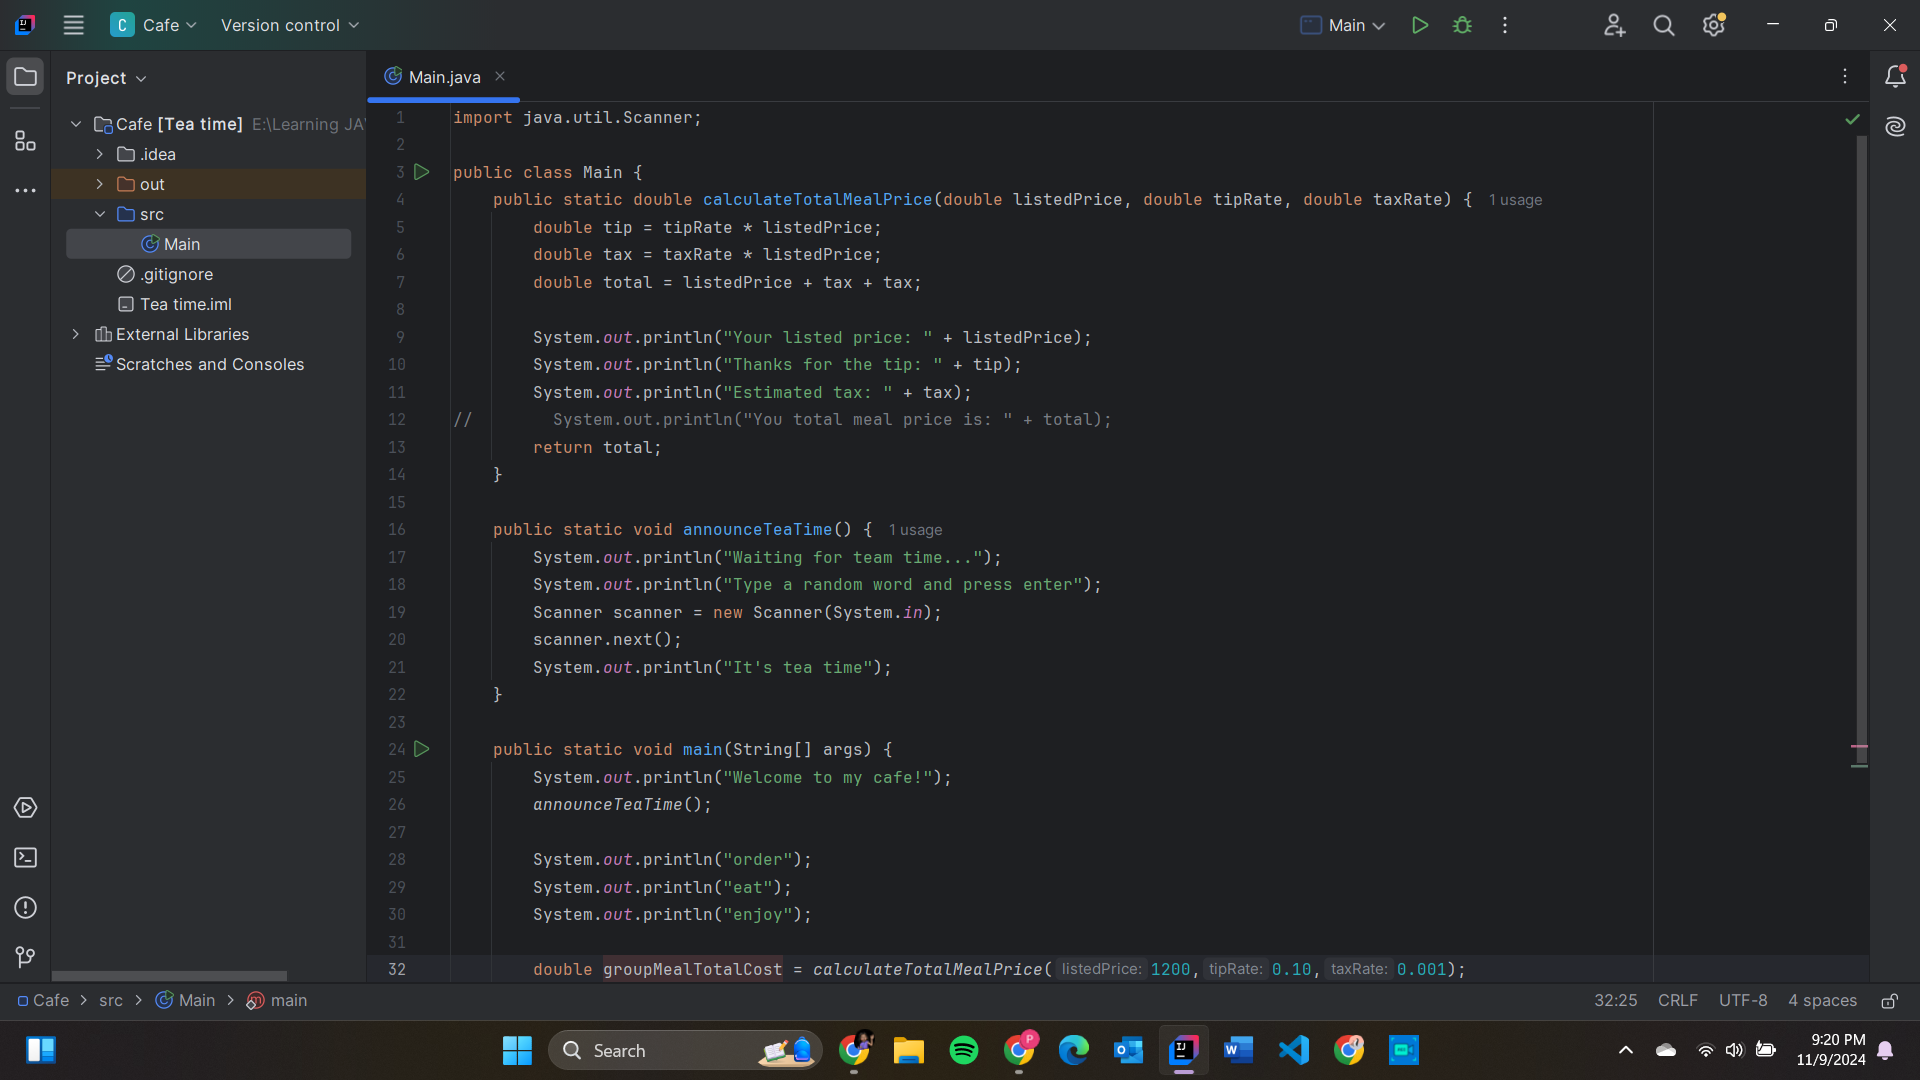 C Cafe Version control Main
Project
Main.java
Cafe [Tea time] E:\Learning JA
.idea
out
src
Main
.gitignore
Tea time.iml
External Libraries
Scratches and Consoles
1 import java.util.Scanner;
2
3 public class Main {
4 public static double calculateTotalMealPrice(double listedPrice, double tipRate, double taxRate) { 1 usage
5 double tip = tipRate * listedPrice;
6 double tax = taxRate * listedPrice;
7 double total = listedPrice + tax + tax;
8
9 System.out.println("Your listed price: " + listedPrice);
10 System.out.println("Thanks for the tip: " + tip);
11 System.out.println("Estimated tax: " + tax);
12 // System.out.println("You total meal price is: " + total);
13 return total;
14 }
15
16 public static void announceTeaTime() { 1 usage
17 System.out.println("Waiting for team time...");
18 System.out.println("Type a random word and press enter");
19 Scanner scanner = new Scanner(System.in);
20 scanner.next();
21 System.out.println("It's tea time");
22 }
23
24 public static void main(String[] args) {
25 System.out.println("Welcome to my cafe!");
26 announceTeaTime();
27
28 System.out.println("order");
29 System.out.println("eat");
30 System.out.println("enjoy");
31
32 double groupMealTotalCost = calculateTotalMealPrice( listedPrice: 1200, tipRate: 0.10, taxRate: 0.001);
Cafe > src > Main > main 32:25 CRLF UTF-8 4 spaces
Search 9:20 PM
11/9/2024